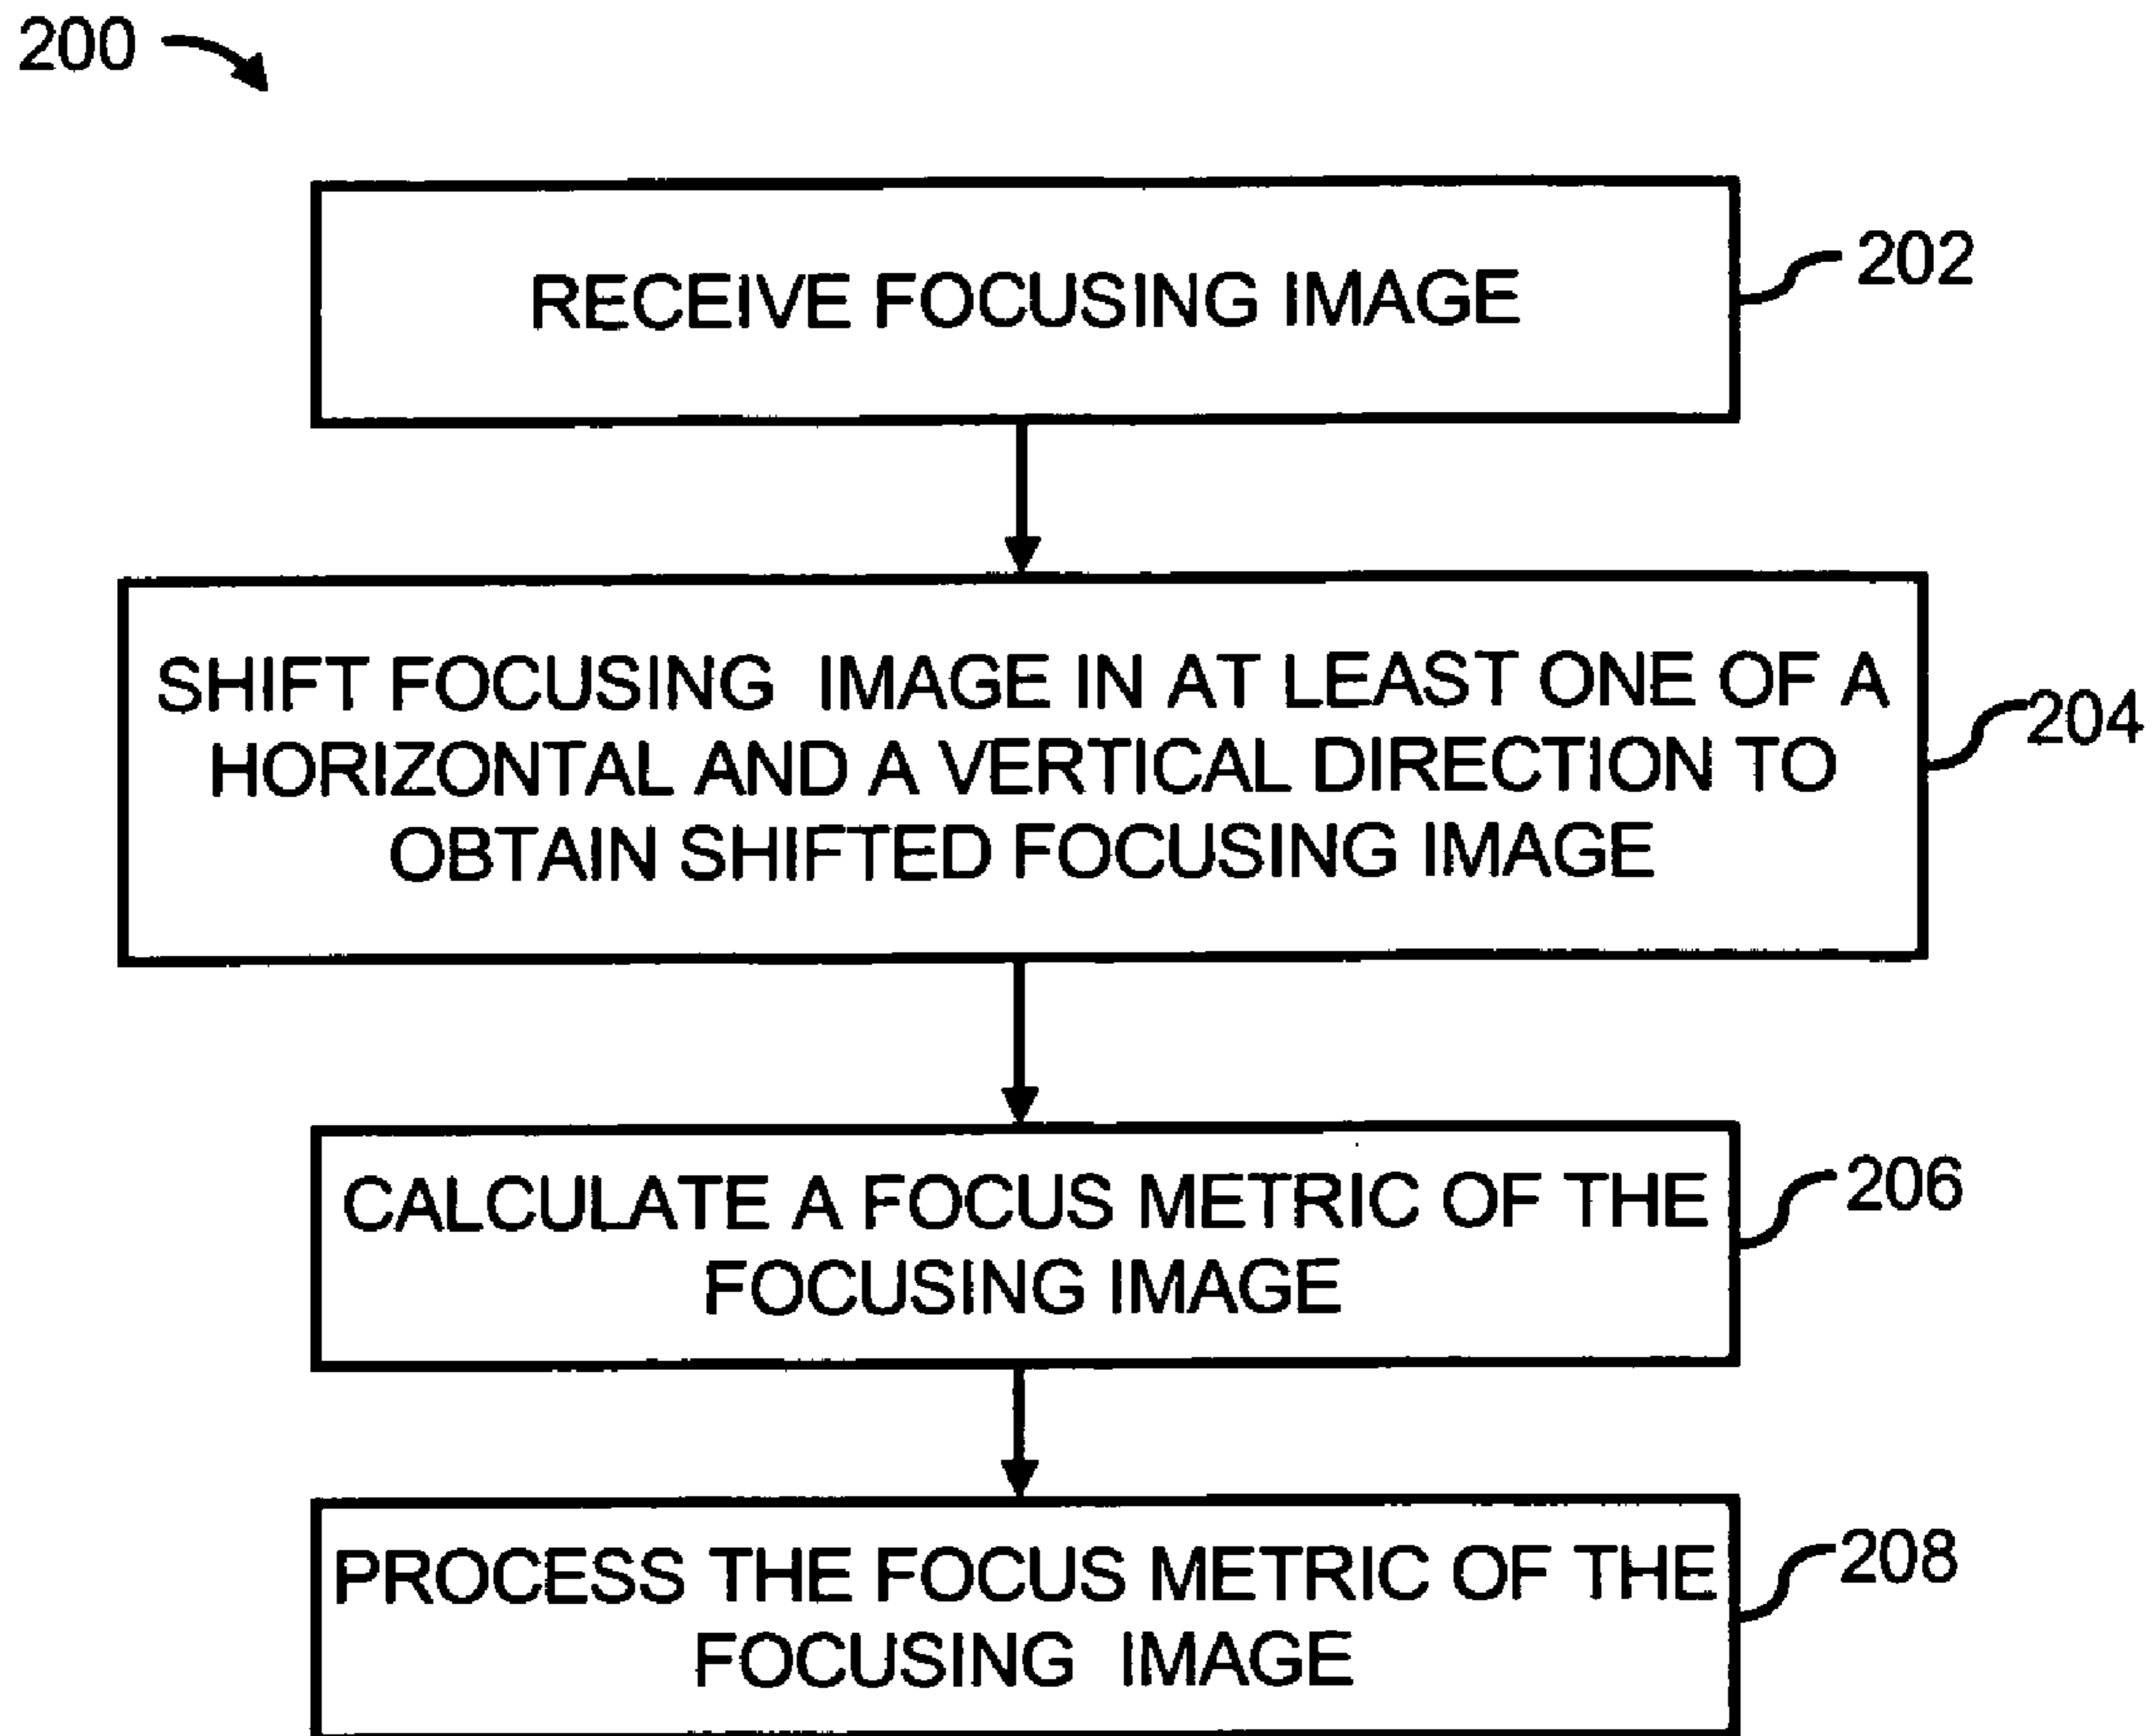 200
RECEIVE FOCUSING IMAGE
202
SHIFT FOCUSING IMAGE IN AT LEAST ONE OF A
HORIZONTAL AND A VERTICAL DIRECTION TO
OBTAIN SHIFTED FOCUSING IMAGE
204
CALCULATE A FOCUS METRIC OF THE
FOCUSING IMAGE
206
PROCESS THE FOCUS METRIC OF THE
FOCUSING IMAGE
208